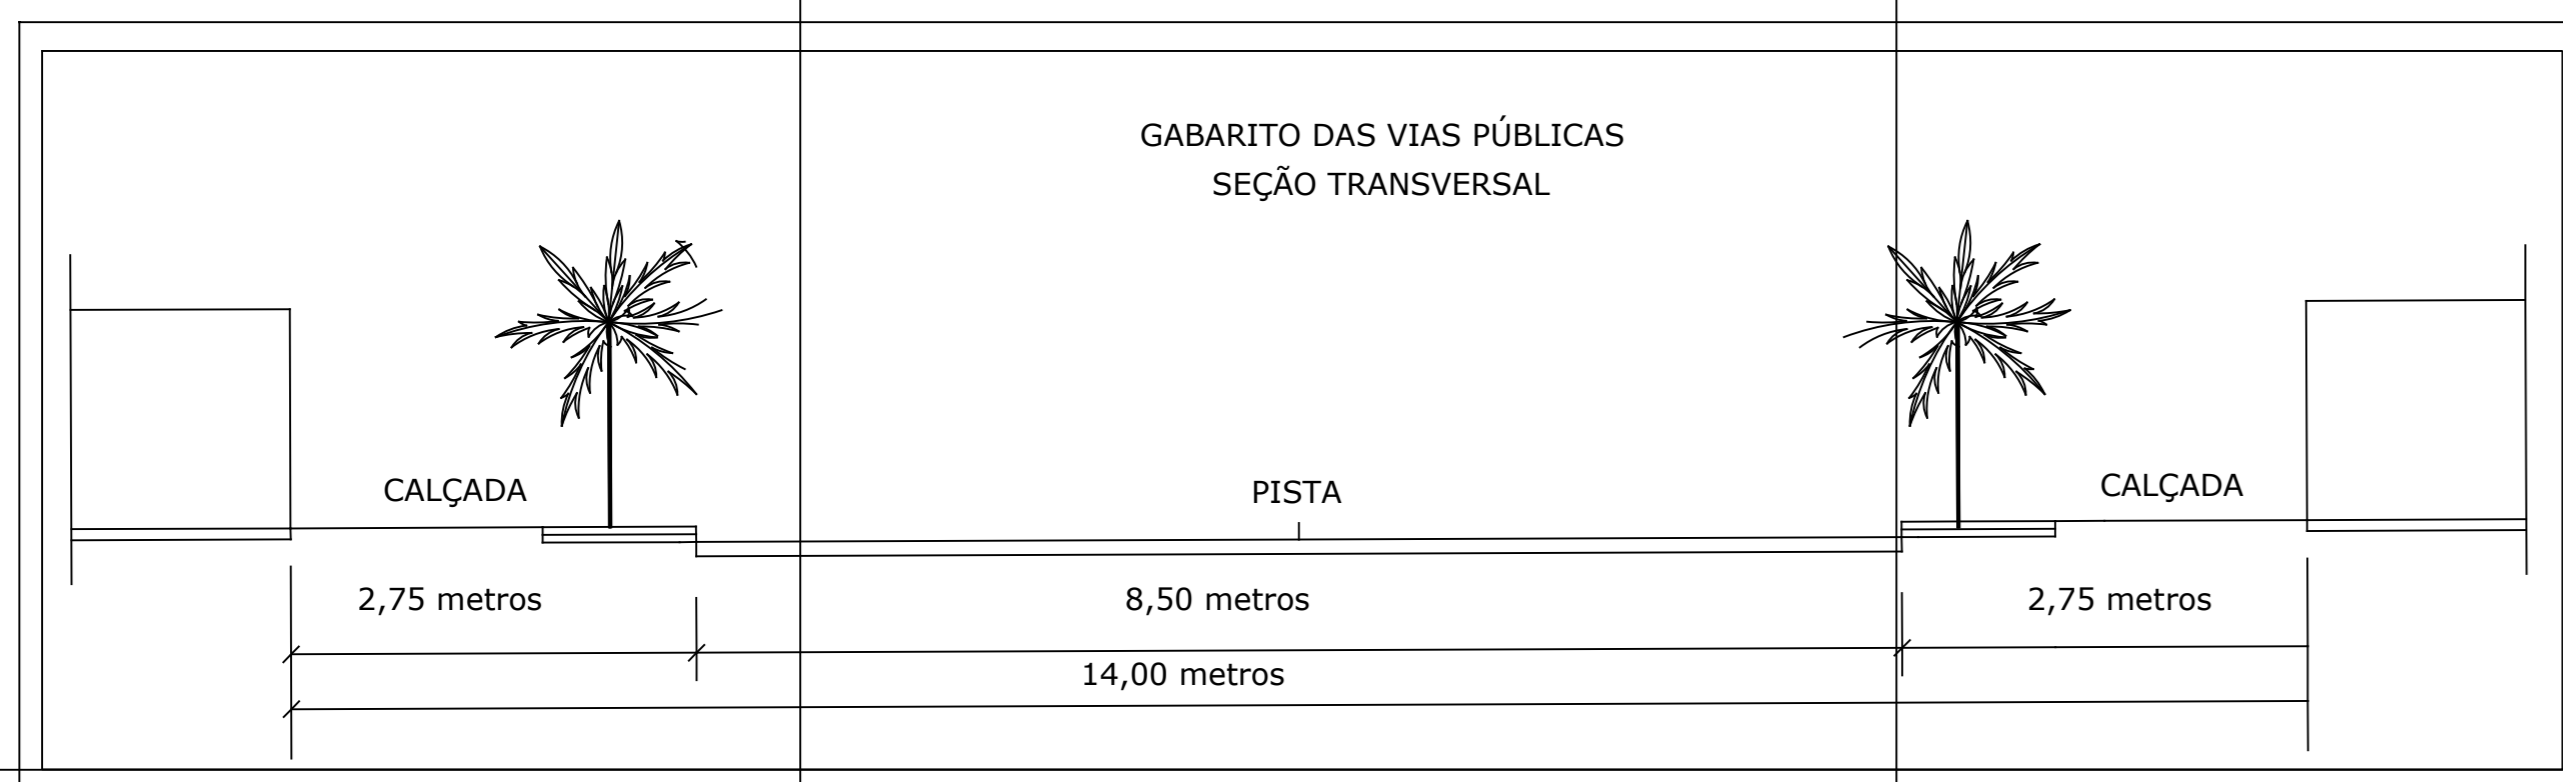 GABARITO DAS VIAS PÚBLICAS
SEÇÃO TRANSVERSAL
CALÇADA
PISTA
CALÇADA
2,75 metros
8,50 metros
2,75 metros
14,00 metros